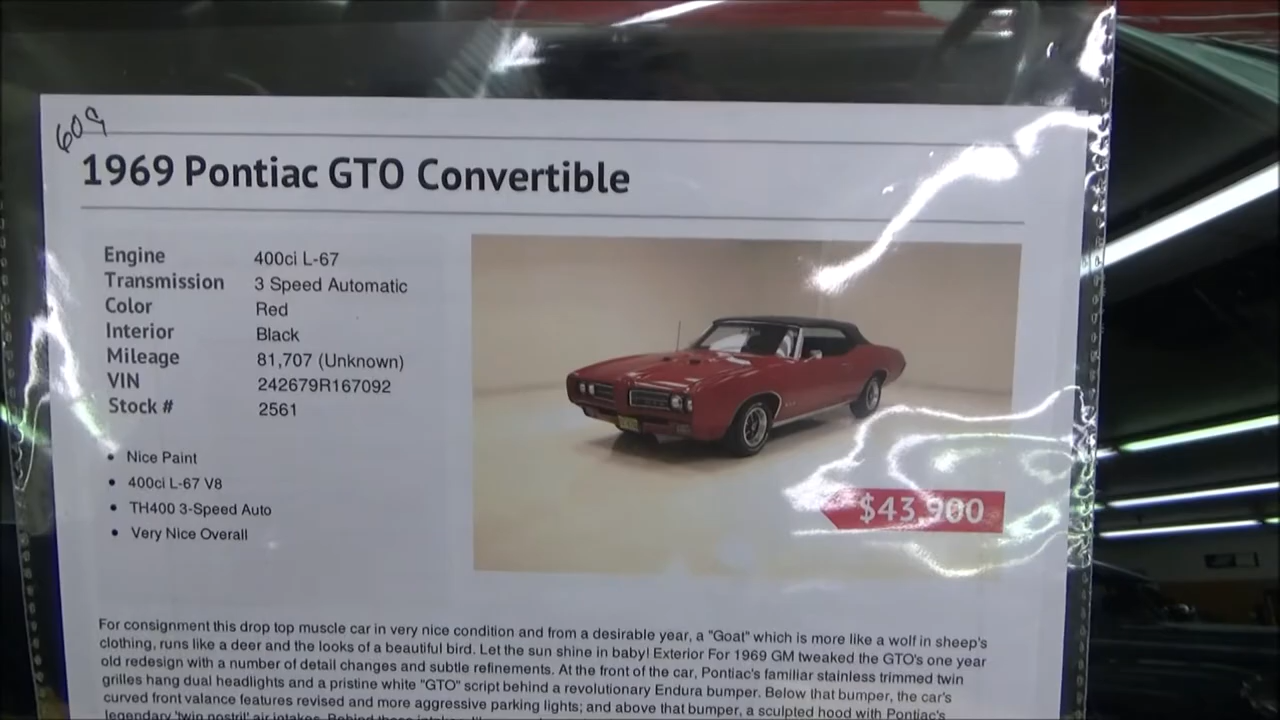 609
1969 Pontiac GTO Convertible
Engine 400ci L-67
Transmission 3 Speed Automatic
Color Red
Interior Black
Mileage 81,707 (Unknown)
VIN 242679R167092
Stock # 2561
• Nice Paint
• 400ci L-67 V8
• TH400 3-Speed Auto
• Very Nice Overall
$43,900
For consignment this drop top muscle car in very nice condition and from a desirable year, a "Goat" which is more like a wolf in sheep's
clothing, runs like a deer and the looks of a beautiful bird. Let the sun shine in baby! Exterior For 1969 GM tweaked the GTO's one year
old redesign with a number of detail changes and subtle refinements. At the front of the car, Pontiac's familiar stainless trimmed twin
grilles hang dual headlights and a pristine white "GTO" script behind a revolutionary Endura bumper. Below that bumper, the car's
curved front valance features revised and more aggressive parking lights; and above that bumper, a sculpted hood with Pontiac's
legendary 'twin nostril' air intakes. Behind these